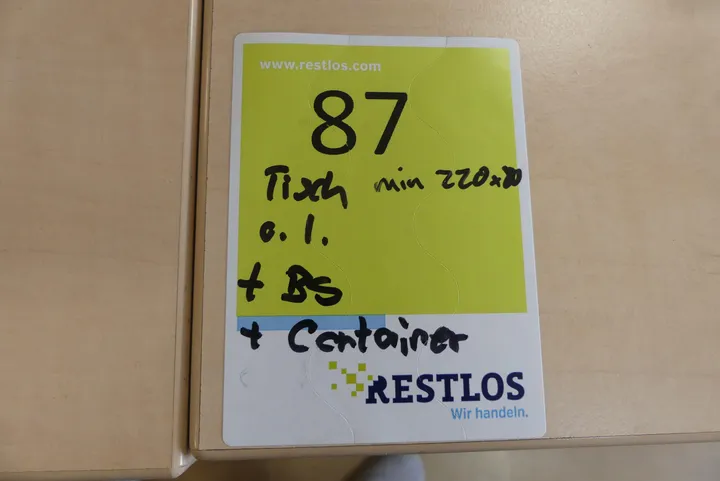 www.restlos.com
87
Tisch min 220x80
o. l.
+ BS
+ Container
RESTLOS
Wir handeln.